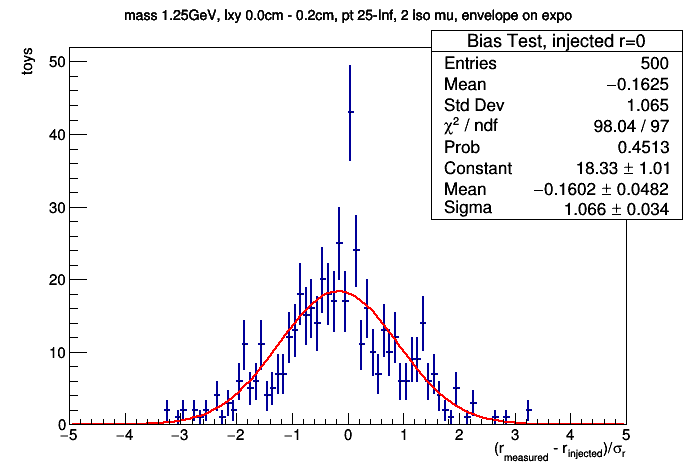 mass 1.25GeV, lxy 0.0cm - 0.2cm, pt 25-Inf, 2 Iso mu, envelope on expo
Bias Test, injected r=0
Entries 500
Mean −0.1625
Std Dev 1.065
χ² / ndf 98.04 / 97
Prob 0.4513
Constant 18.33 ± 1.01
Mean −0.1602 ± 0.0482
Sigma 1.066 ± 0.034
toys
50
40
30
20
10
0
−5 −4 −3 −2 −1 0 1 2 3 4 5
(r_measured - r_injected)/σ_r